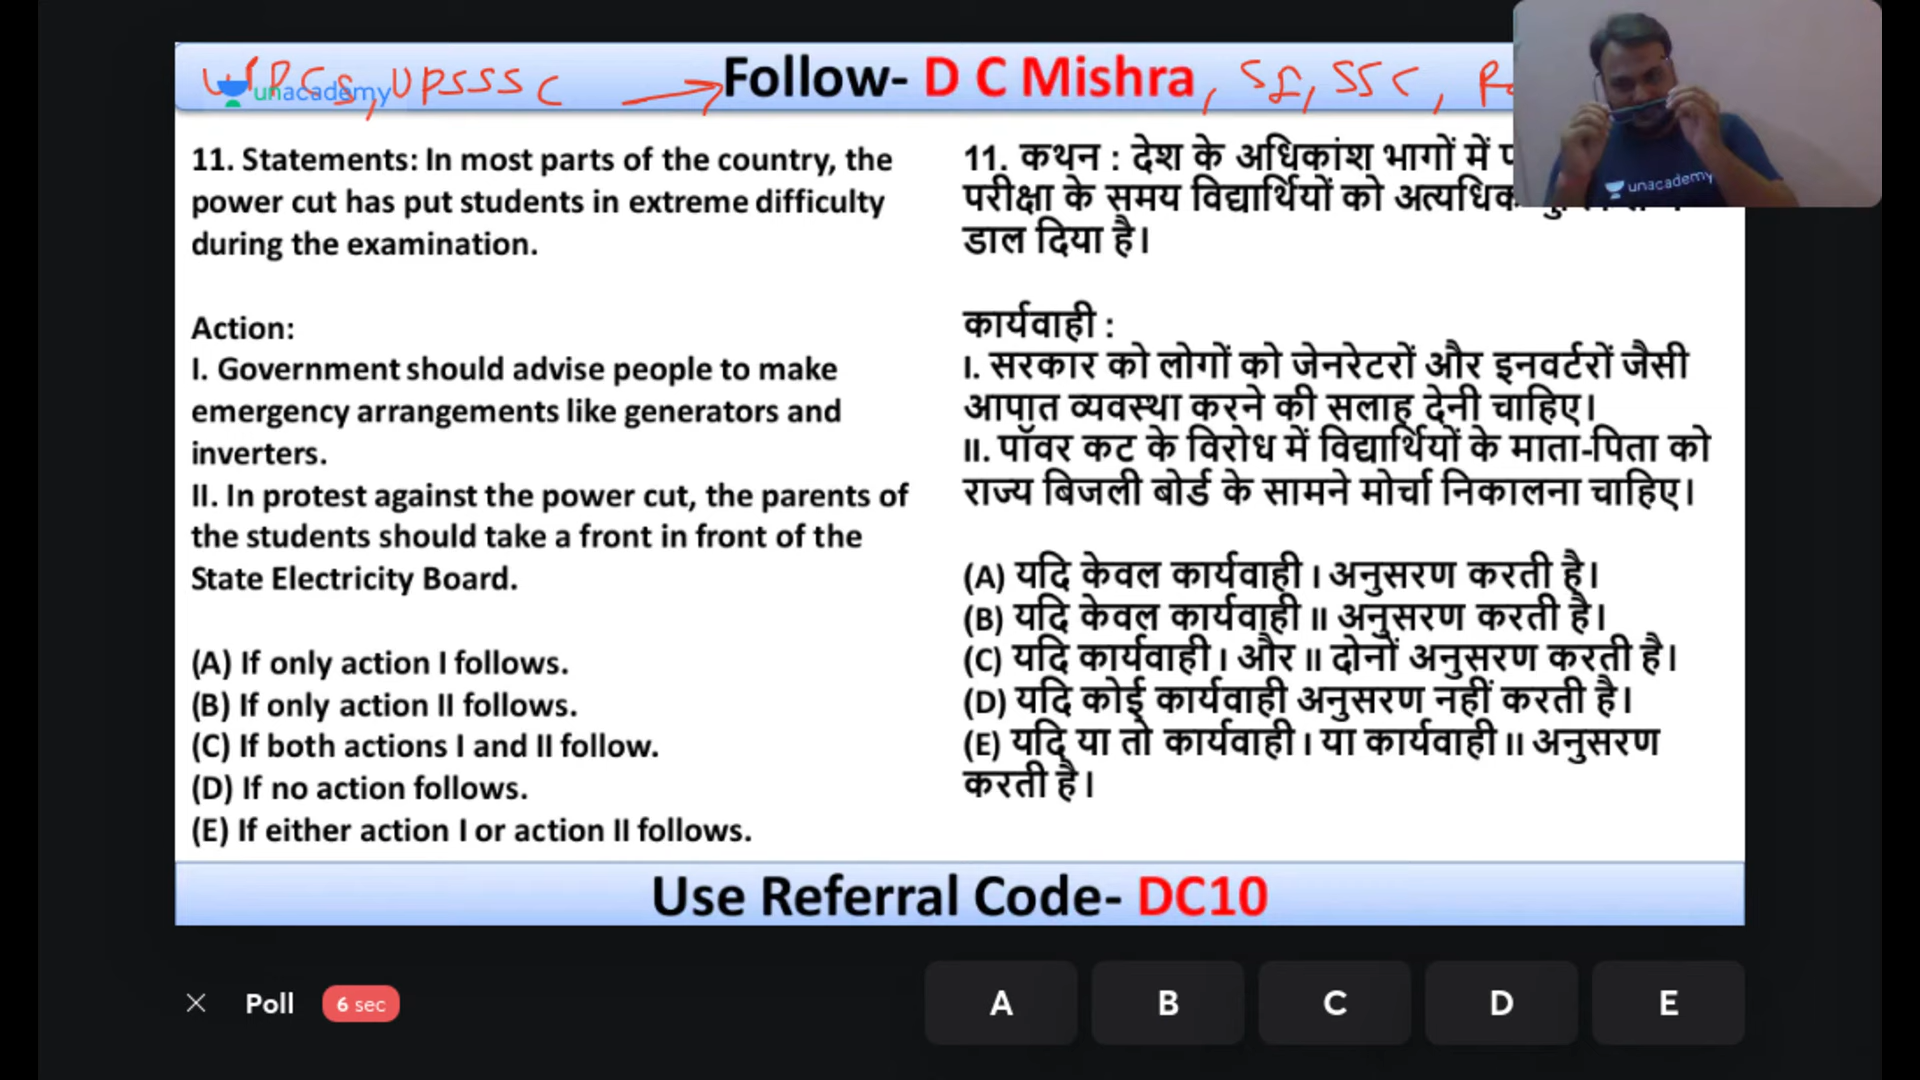 UPPCS, UPSSSC → Follow- D C Mishra, SI, SSC,
unacademy
unacademy
11. Statements: In most parts of the country, the
power cut has put students in extreme difficulty
during the examination.
Action:
I. Government should advise people to make
emergency arrangements like generators and
inverters.
II. In protest against the power cut, the parents of
the students should take a front in front of the
State Electricity Board.
(A) If only action I follows.
(B) If only action II follows.
(C) If both actions I and II follow.
(D) If no action follows.
(E) If either action I or action II follows.
11. कथन : देश के अधिकांश भागों में
परीक्षा के समय विद्यार्थियों को अत्यधिक
डाल दिया है।
कार्यवाही :
I. सरकार को लोगों को जेनरेटरों और इनवर्टरों जैसी
आपात व्यवस्था करने की सलाह देनी चाहिए।
II. पॉवर कट के विरोध में विद्यार्थियों के माता-पिता को
राज्य बिजली बोर्ड के सामने मोर्चा निकालना चाहिए।
(A) यदि केवल कार्यवाही I अनुसरण करती है।
(B) यदि केवल कार्यवाही II अनुसरण करती है।
(C) यदि कार्यवाही I और II दोनों अनुसरण करती है।
(D) यदि कोई कार्यवाही अनुसरण नहीं करती है।
(E) यदि या तो कार्यवाही I या कार्यवाही II अनुसरण
करती है।
Use Referral Code- DC10
× Poll 6 sec A B C D E